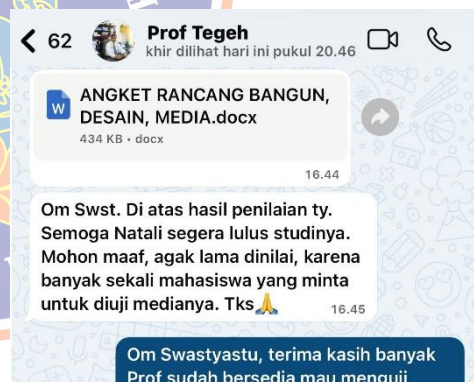 62
Prof Tegeh
khir dilihat hari ini pukul 20.46
W
ANGKET RANCANG BANGUN,
DESAIN, MEDIA.docx
434 KB • docx
16.44
Om Swst. Di atas hasil penilaian ty.
Semoga Natali segera lulus studinya.
Mohon maaf, agak lama dinilai, karena
banyak sekali mahasiswa yang minta
untuk diuji medianya. Tks🙏
16.45
Om Swastyastu, terima kasih banyak
Prof sudah bersedia mau menguji